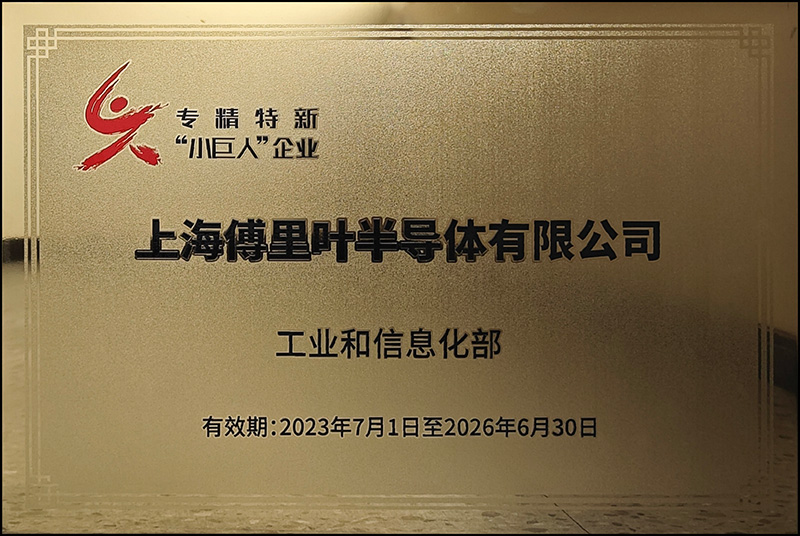 专精特新
“小巨人”企业
上海傅里叶半导体有限公司
工业和信息化部
有效期:2023年7月1日至2026年6月30日